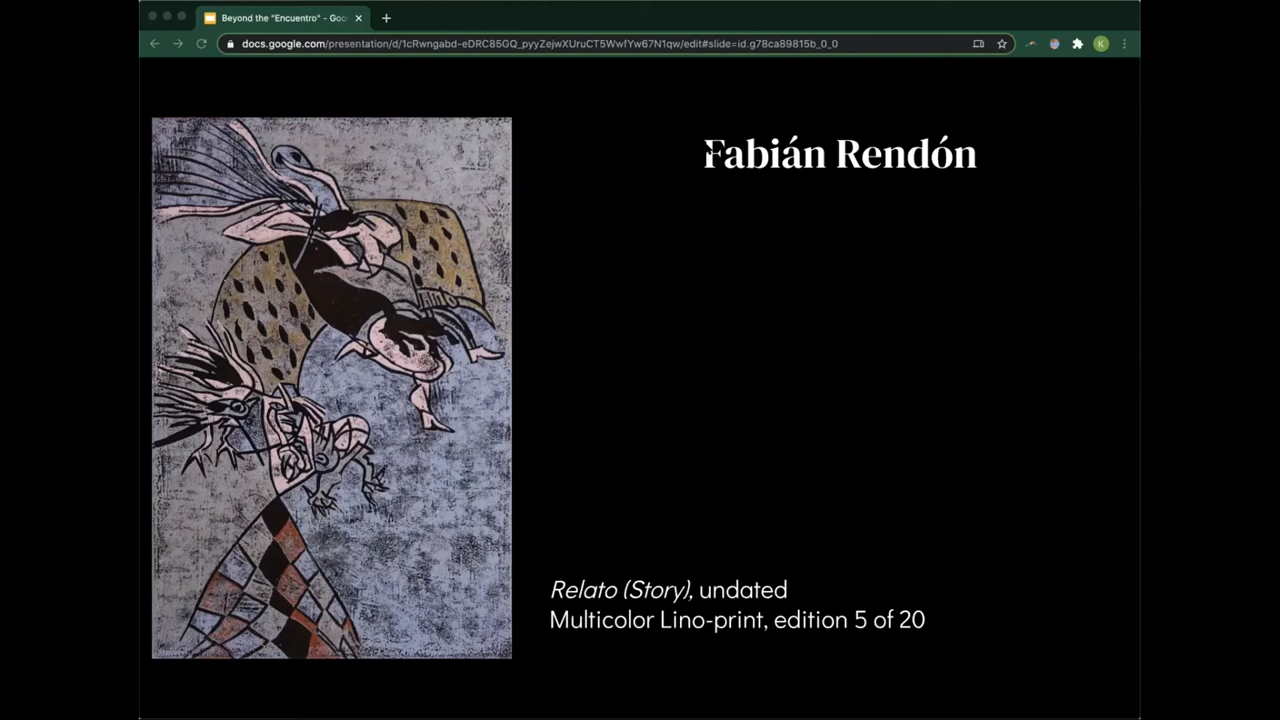 Beyond the "Encuentro" - Goo
docs.google.com/presentation/d/1cRwngabd-eDRC85GQ_pyyZejwXUruCT5WwfYw67N1qw/edit#slide=id.g78ca89815b_0_0
K
Fabián Rendón
Relato (Story), undated
Multicolor Lino-print, edition 5 of 20